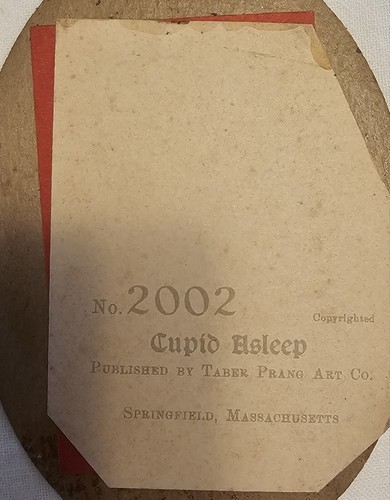 No. 2002
Copyrighted
Cupid Asleep
Published by Taber Prang Art Co.
Springfield, Massachusetts